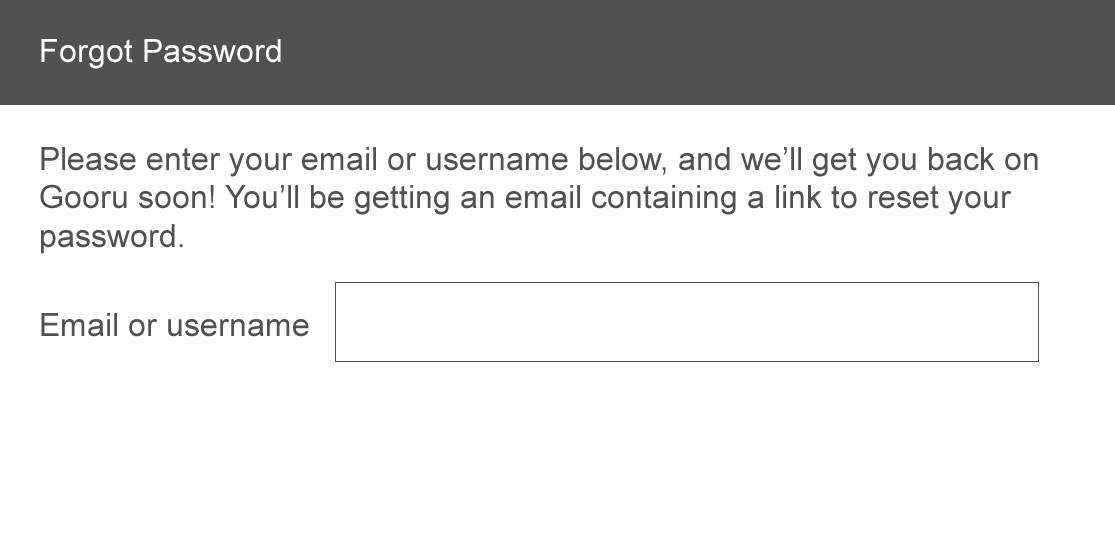 Forgot Password
Please enter your email or username below, and we’ll get you back on
Gooru soon! You’ll be getting an email containing a link to reset your
password.
Email or username